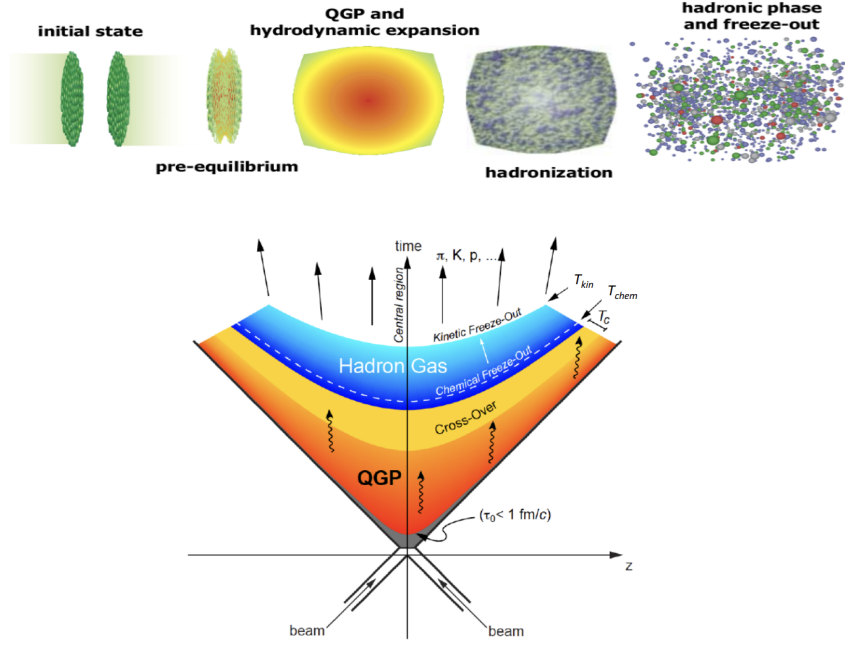 initial state
pre-equilibrium
QGP and
hydrodynamic expansion
hadronization
hadronic phase
and freeze-out
time
π, K, p, ...
Central region
T_kin
T_chem
T_C
Kinetic Freeze-Out
Hadron Gas
Chemical Freeze-Out
Cross-Over
QGP
(τ₀< 1 fm/c)
z
beam
beam